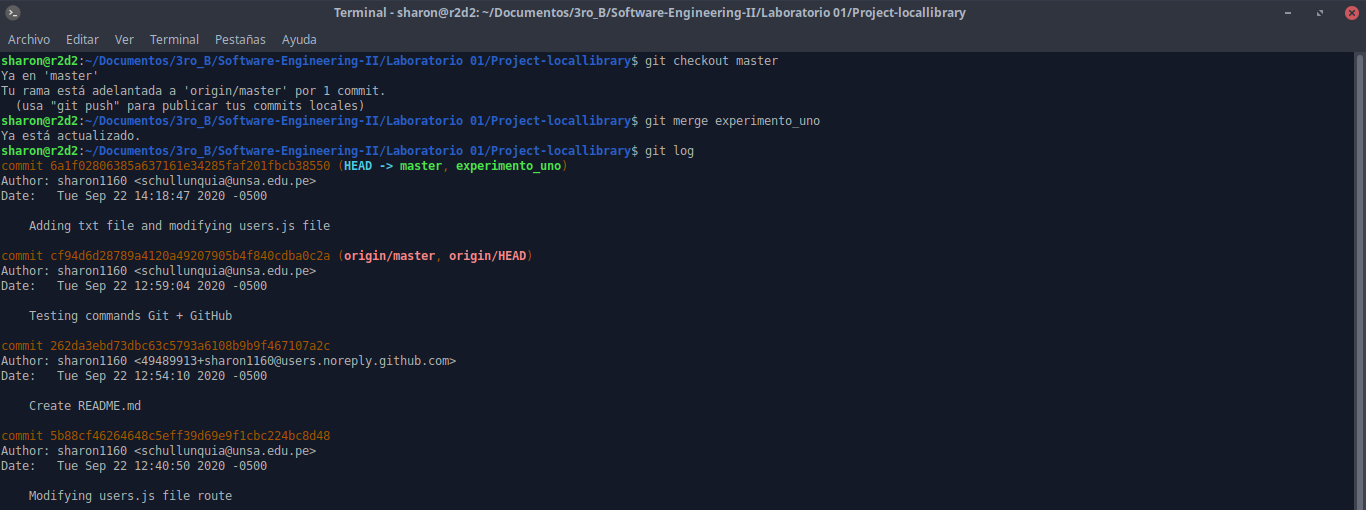 Terminal - sharon@r2d2: ~/Documentos/3ro_B/Software-Engineering-II/Laboratorio 01/Project-locallibrary
Archivo Editar Ver Terminal Pestañas Ayuda
sharon@r2d2:~/Documentos/3ro_B/Software-Engineering-II/Laboratorio 01/Project-locallibrary$ git checkout master
Ya en 'master'
Tu rama está adelantada a 'origin/master' por 1 commit.
  (usa "git push" para publicar tus commits locales)
sharon@r2d2:~/Documentos/3ro_B/Software-Engineering-II/Laboratorio 01/Project-locallibrary$ git merge experimento_uno
Ya está actualizado.
sharon@r2d2:~/Documentos/3ro_B/Software-Engineering-II/Laboratorio 01/Project-locallibrary$ git log
commit 6a1f02806385a637161e34285faf201fbcb38550 (HEAD -> master, experimento_uno)
Author: sharon1160 <schullunquia@unsa.edu.pe>
Date:   Tue Sep 22 14:18:47 2020 -0500

    Adding txt file and modifying users.js file

commit cf94d6d28789a4120a49207905b4f840cdba0c2a (origin/master, origin/HEAD)
Author: sharon1160 <schullunquia@unsa.edu.pe>
Date:   Tue Sep 22 12:59:04 2020 -0500

    Testing commands Git + GitHub

commit 262da3ebd73dbc63c5793a6108b9b9f467107a2c
Author: sharon1160 <49489913+sharon1160@users.noreply.github.com>
Date:   Tue Sep 22 12:54:10 2020 -0500

    Create README.md

commit 5b88cf46264648c5eff39d69e9f1cbc224bc8d48
Author: sharon1160 <schullunquia@unsa.edu.pe>
Date:   Tue Sep 22 12:40:50 2020 -0500

    Modifying users.js file route